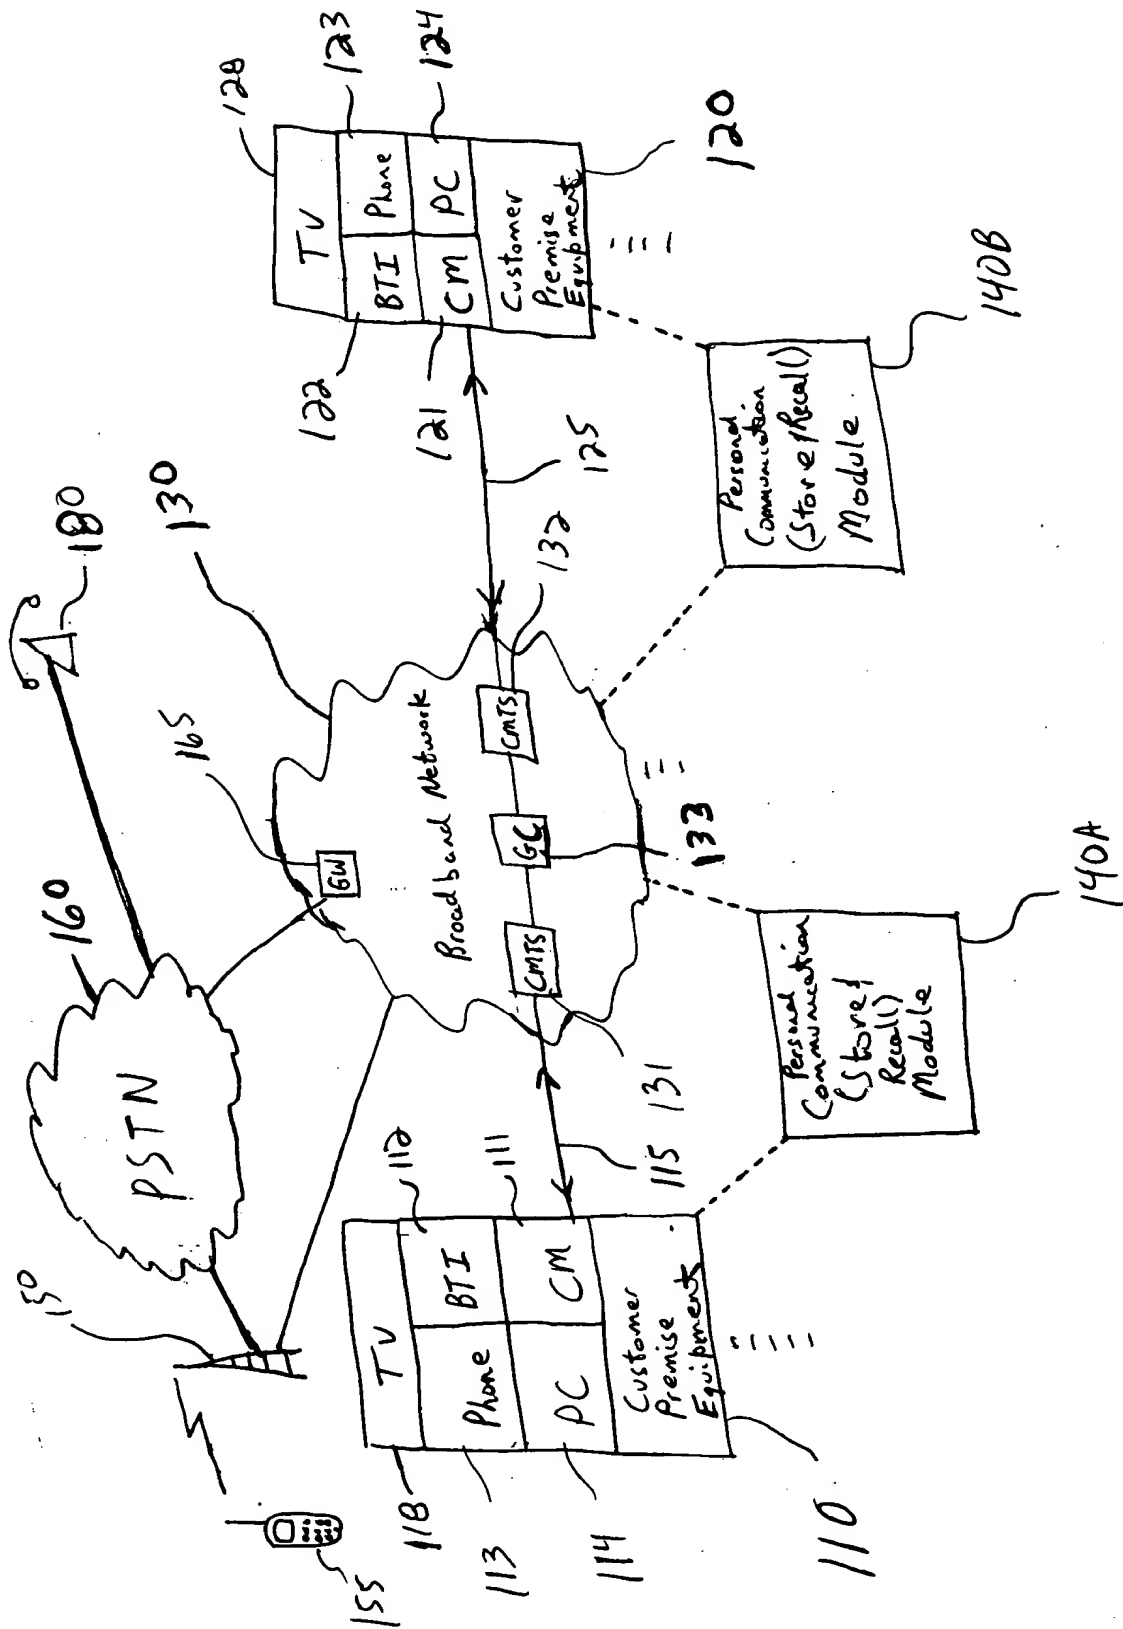 180
160
130
165
PSTN
150
155
GW
Broadband Network
CMTS
GC
CMTS
131
132
133
115
125
118
112
113
111
114
110
TV
Phone
BTI
PC
CM
Customer
Premise
Equipment
128
122
123
121
124
120
TV
BTI
Phone
CM
PC
Customer
Premise
Equipment
Personal
Communication
(Store &
Recall)
Module
140A
Personal
Communication
(Store & Recall)
Module
140B